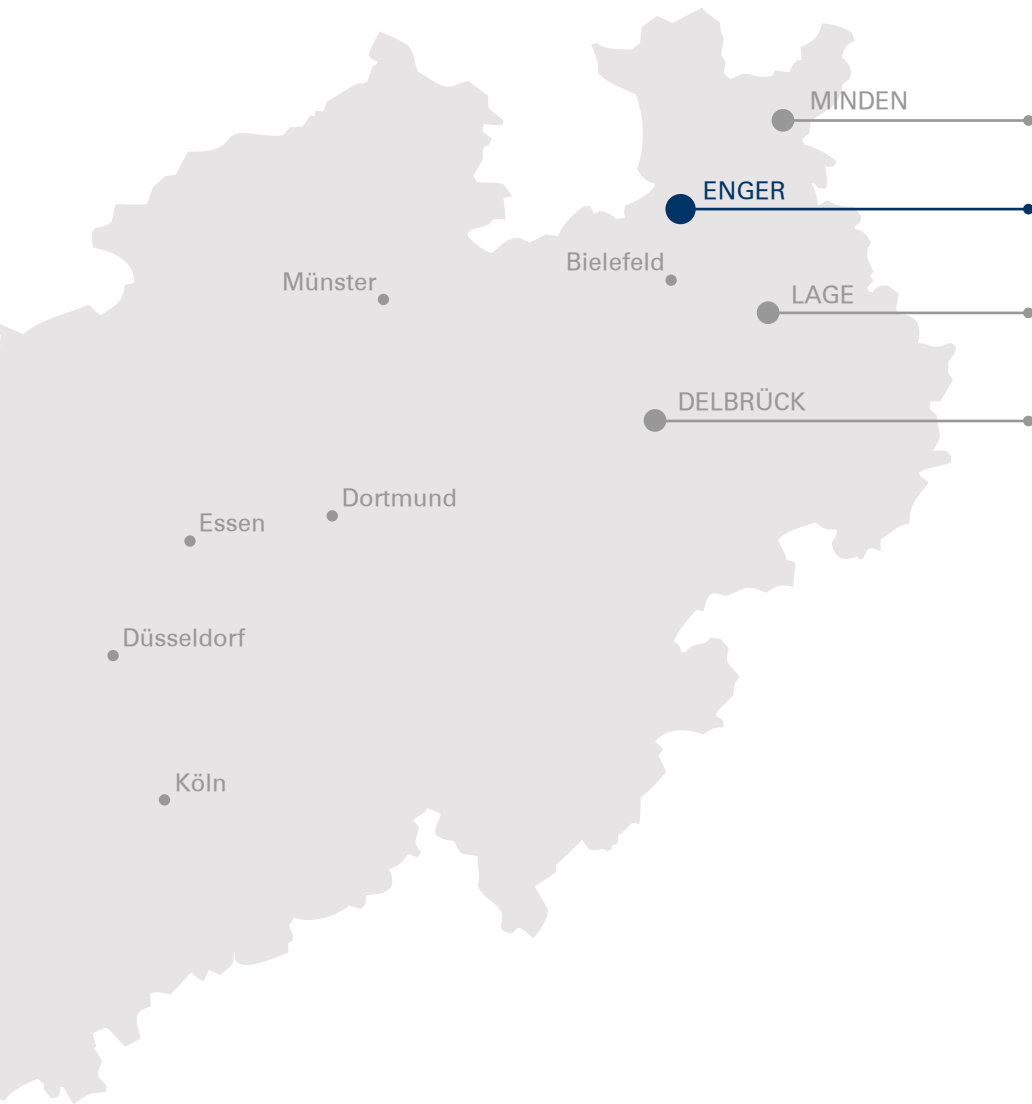 MINDEN
ENGER
Bielefeld
Münster
LAGE
DELBRÜCK
Dortmund
Essen
Düsseldorf
Köln